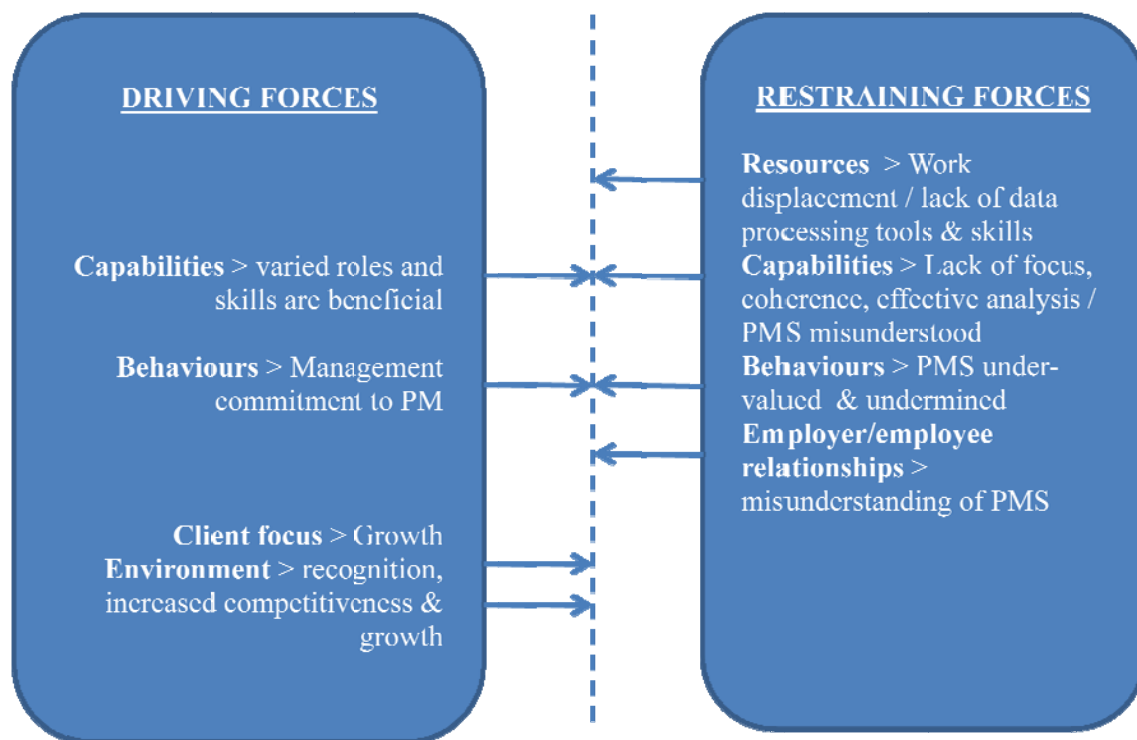 DRIVING FORCES
Capabilities > varied roles and
skills are beneficial
Behaviours > Management
commitment to PM
Client focus > Growth
Environment > recognition,
increased competitiveness &
growth
RESTRAINING FORCES
Resources > Work
displacement / lack of data
processing tools & skills
Capabilities > Lack of focus,
coherence, effective analysis /
PMS misunderstood
Behaviours > PMS under-
valued & undermined
Employer/employee
relationships >
misunderstanding of PMS